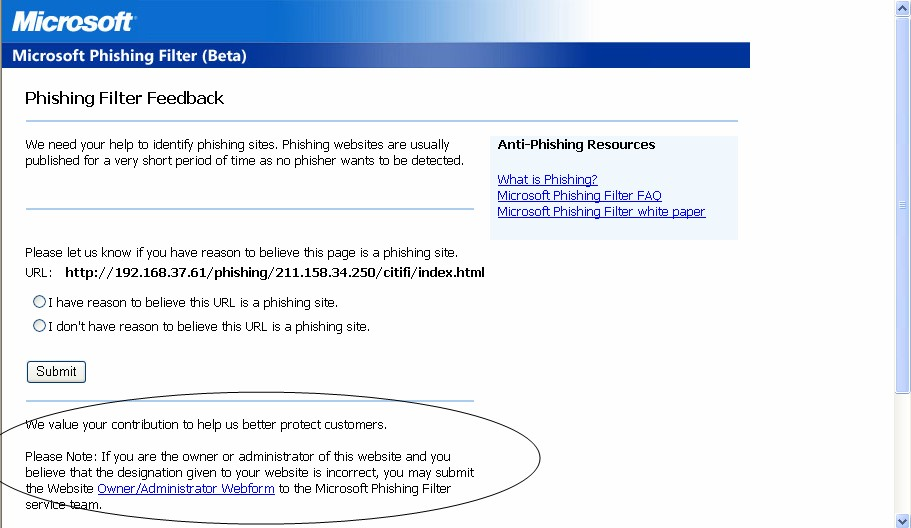 Microsoft
Microsoft Phishing Filter (Beta)
Phishing Filter Feedback
We need your help to identify phishing sites. Phishing websites are usually
published for a very short period of time as no phisher wants to be detected.
Anti-Phishing Resources
What is Phishing?
Microsoft Phishing Filter FAQ
Microsoft Phishing Filter white paper
Please let us know if you have reason to believe this page is a phishing site.
URL: http://192.168.37.61/phishing/211.158.34.250/citifi/index.html
I have reason to believe this URL is a phishing site.
I don't have reason to believe this URL is a phishing site.
Submit
We value your contribution to help us better protect customers.
Please Note: If you are the owner or administrator of this website and you
believe that the designation given to your website is incorrect, you may submit
the Website Owner/Administrator Webform to the Microsoft Phishing Filter
service team.